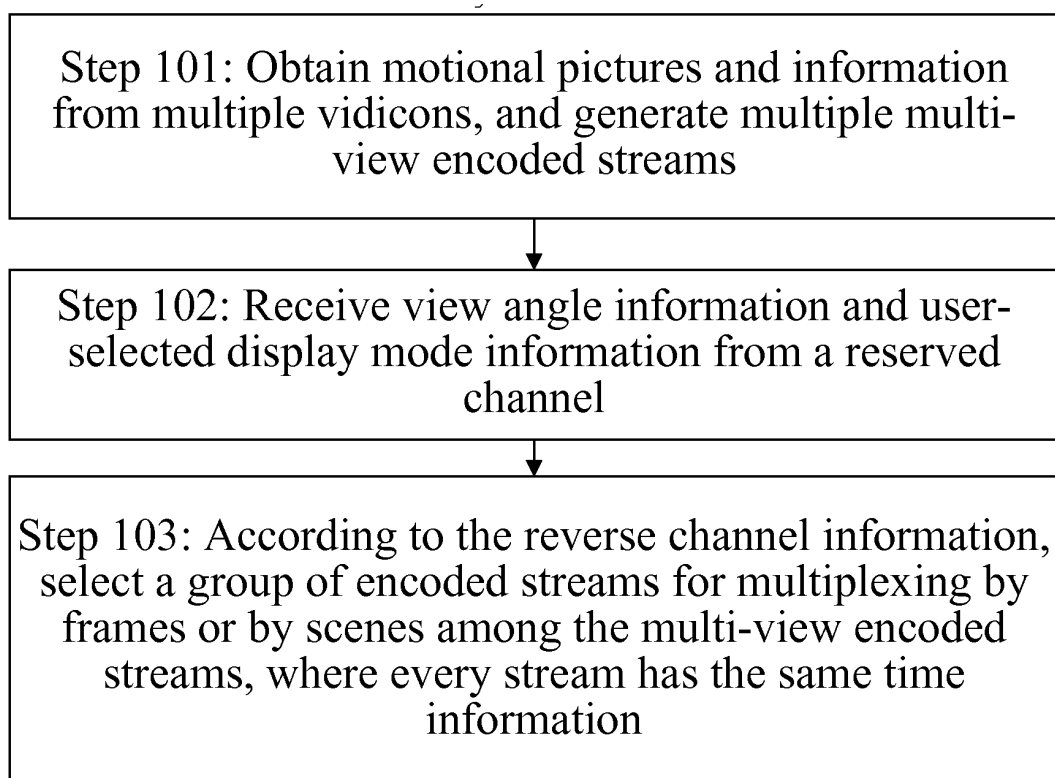 Step 101: Obtain motional pictures and information
from multiple vidicons, and generate multiple multi-
view encoded streams
Step 102: Receive view angle information and user-
selected display mode information from a reserved
channel
Step 103: According to the reverse channel information,
select a group of encoded streams for multiplexing by
frames or by scenes among the multi-view encoded
streams, where every stream has the same time
information